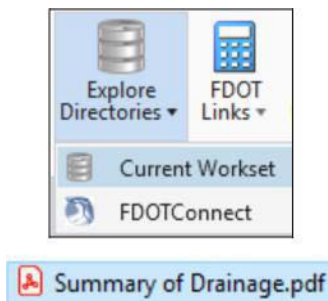 Explore
Directories
FDOT
Links
Current Workset
FDOTConnect
Summary of Drainage.pdf